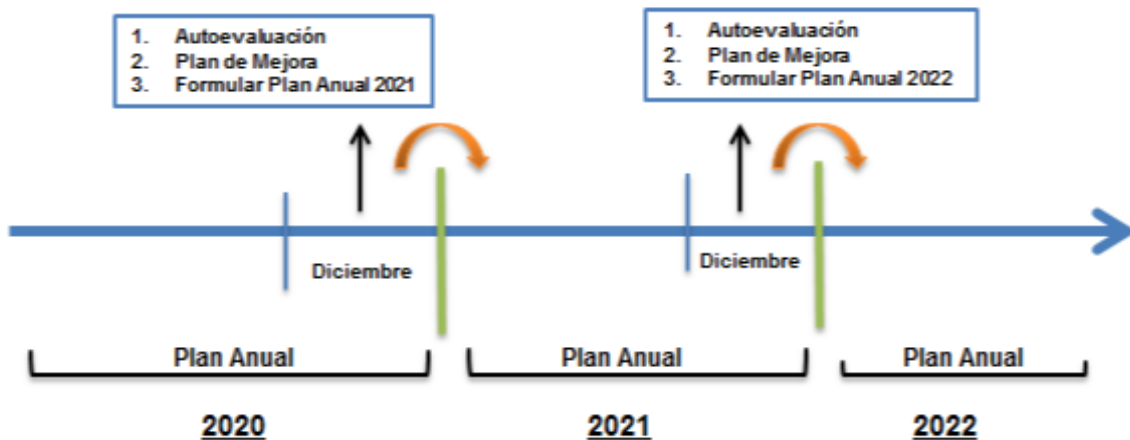 1. Autoevaluación
2. Plan de Mejora
3. Formular Plan Anual 2021
1. Autoevaluación
2. Plan de Mejora
3. Formular Plan Anual 2022
Diciembre
Diciembre
Plan Anual
Plan Anual
Plan Anual
2020
2021
2022